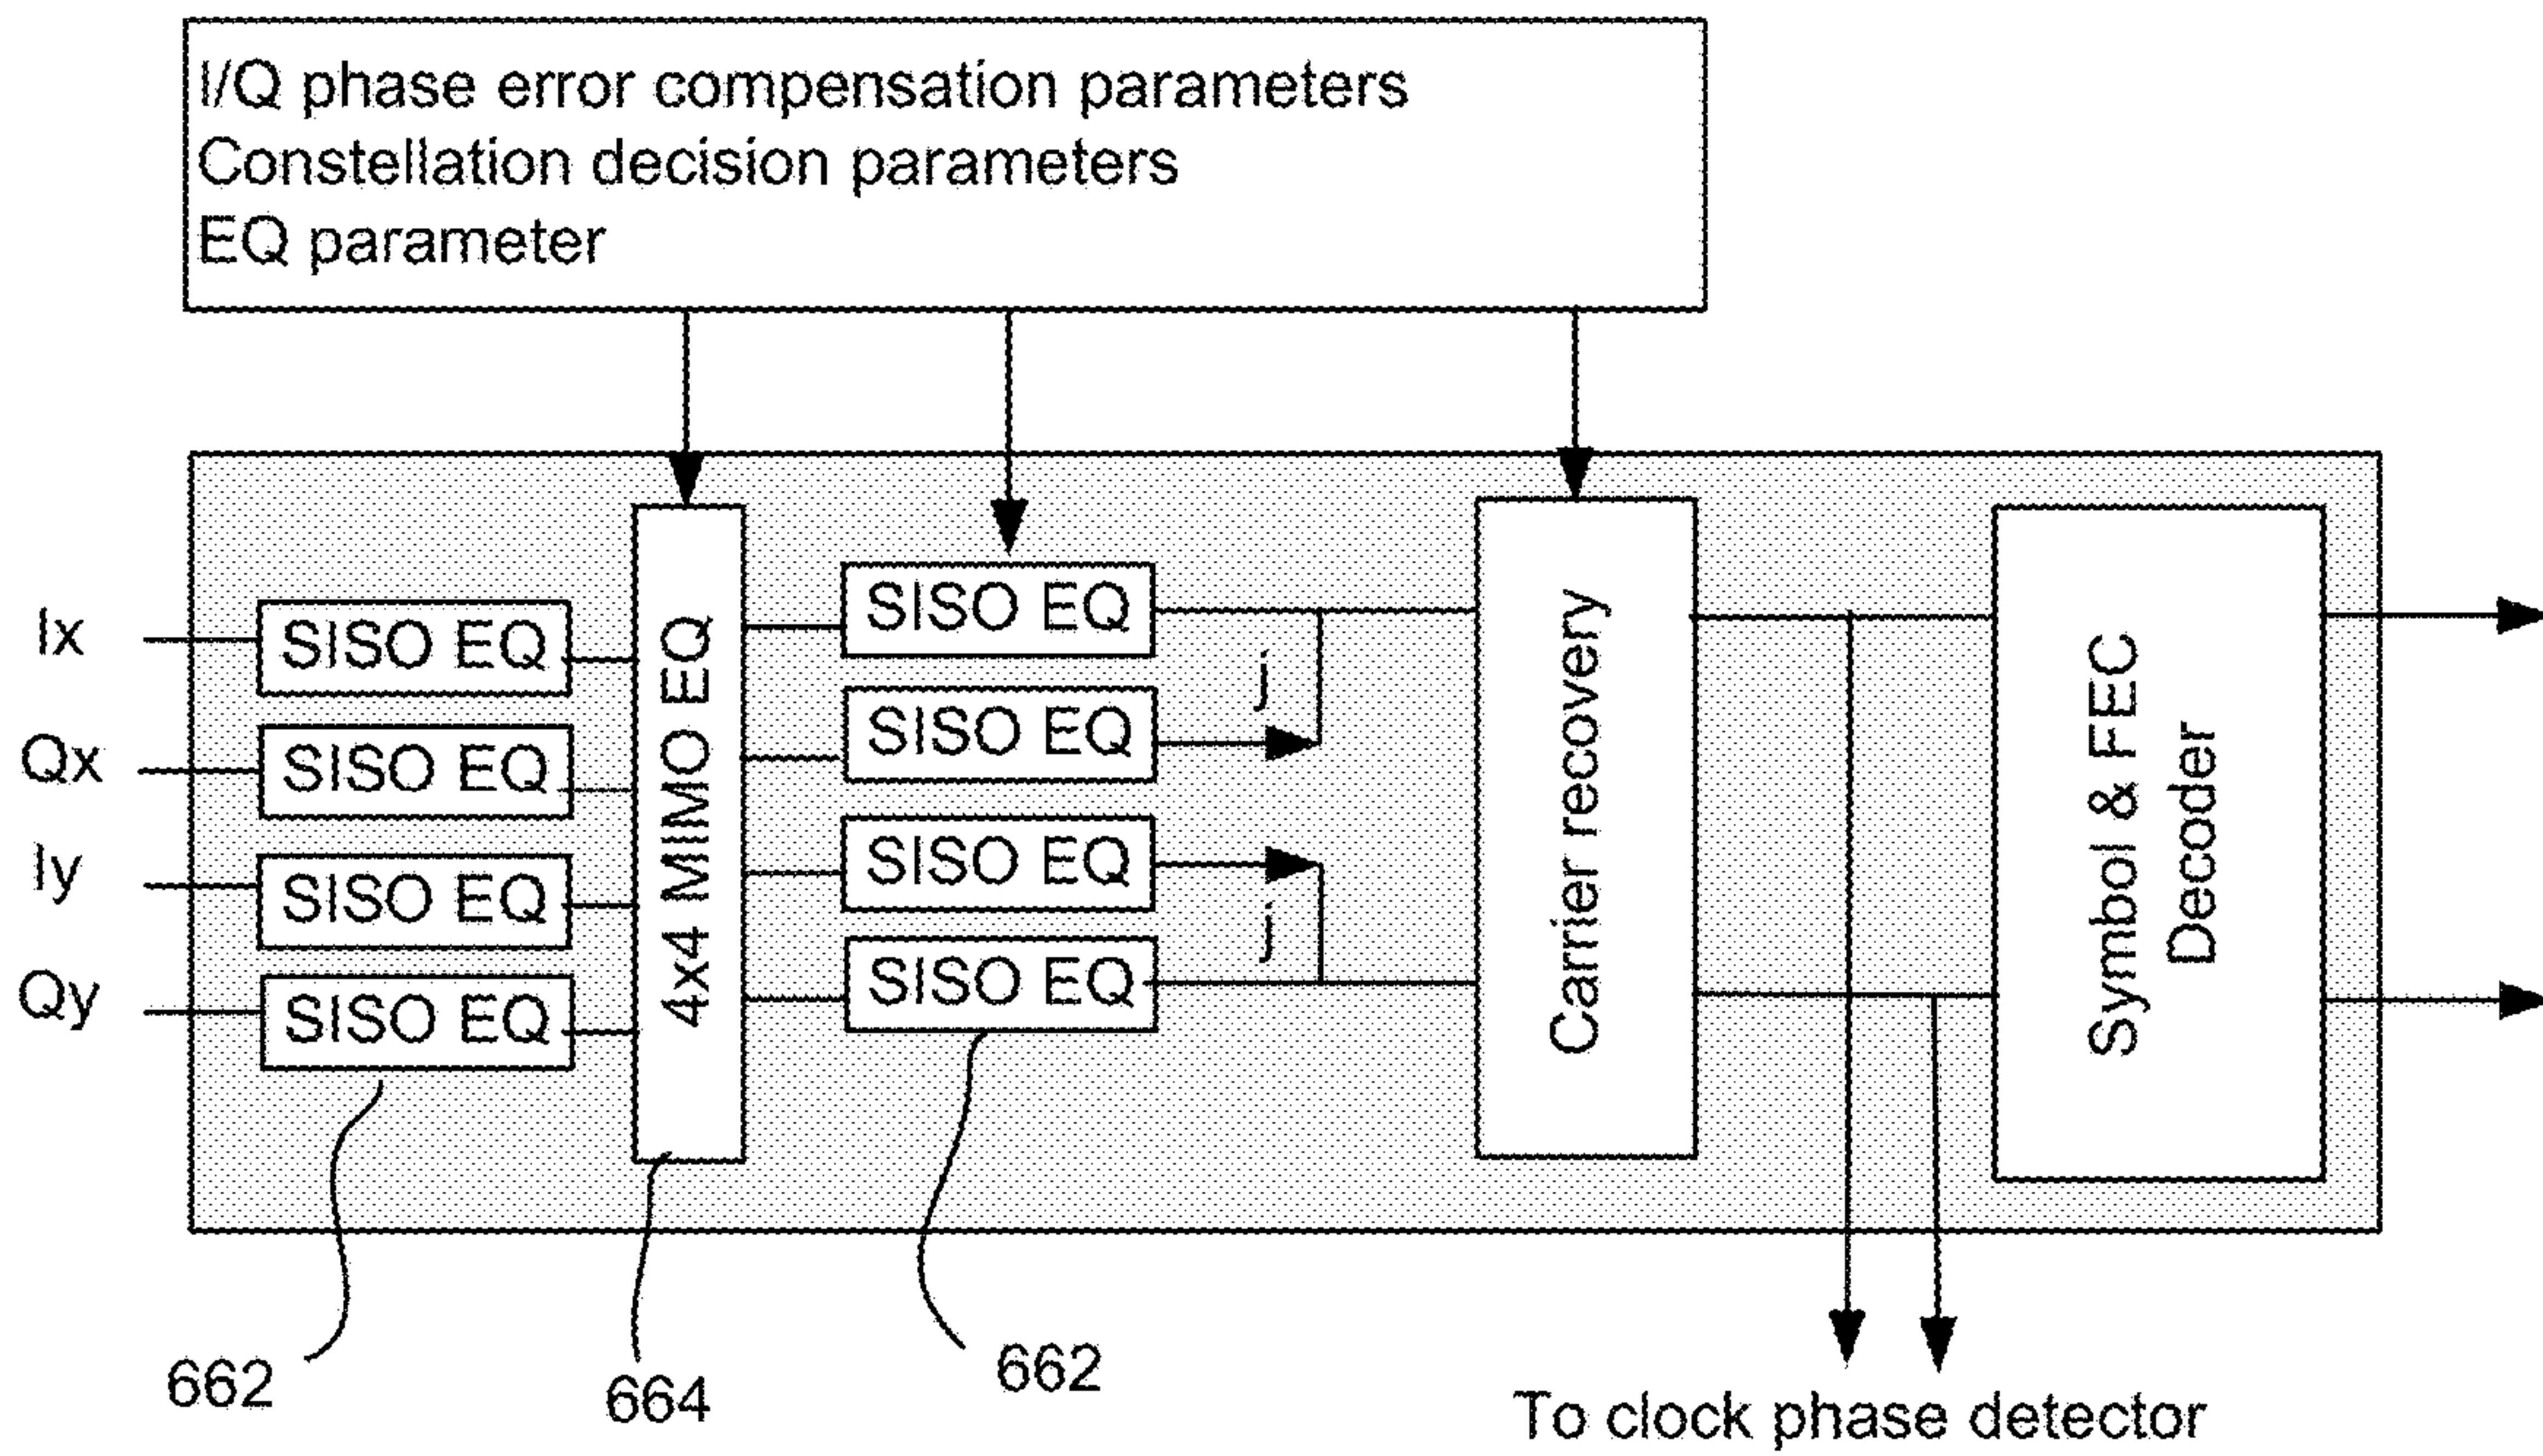 I/Q phase error compensation parameters
Constellation decision parameters
EQ parameter
Ix
Qx
Iy
Qy
SISO EQ
SISO EQ
SISO EQ
SISO EQ
4x4 MIMO EQ
SISO EQ
SISO EQ
SISO EQ
SISO EQ
j
j
Carrier recovery
Symbol & FEC
Decoder
662
664
662
To clock phase detector